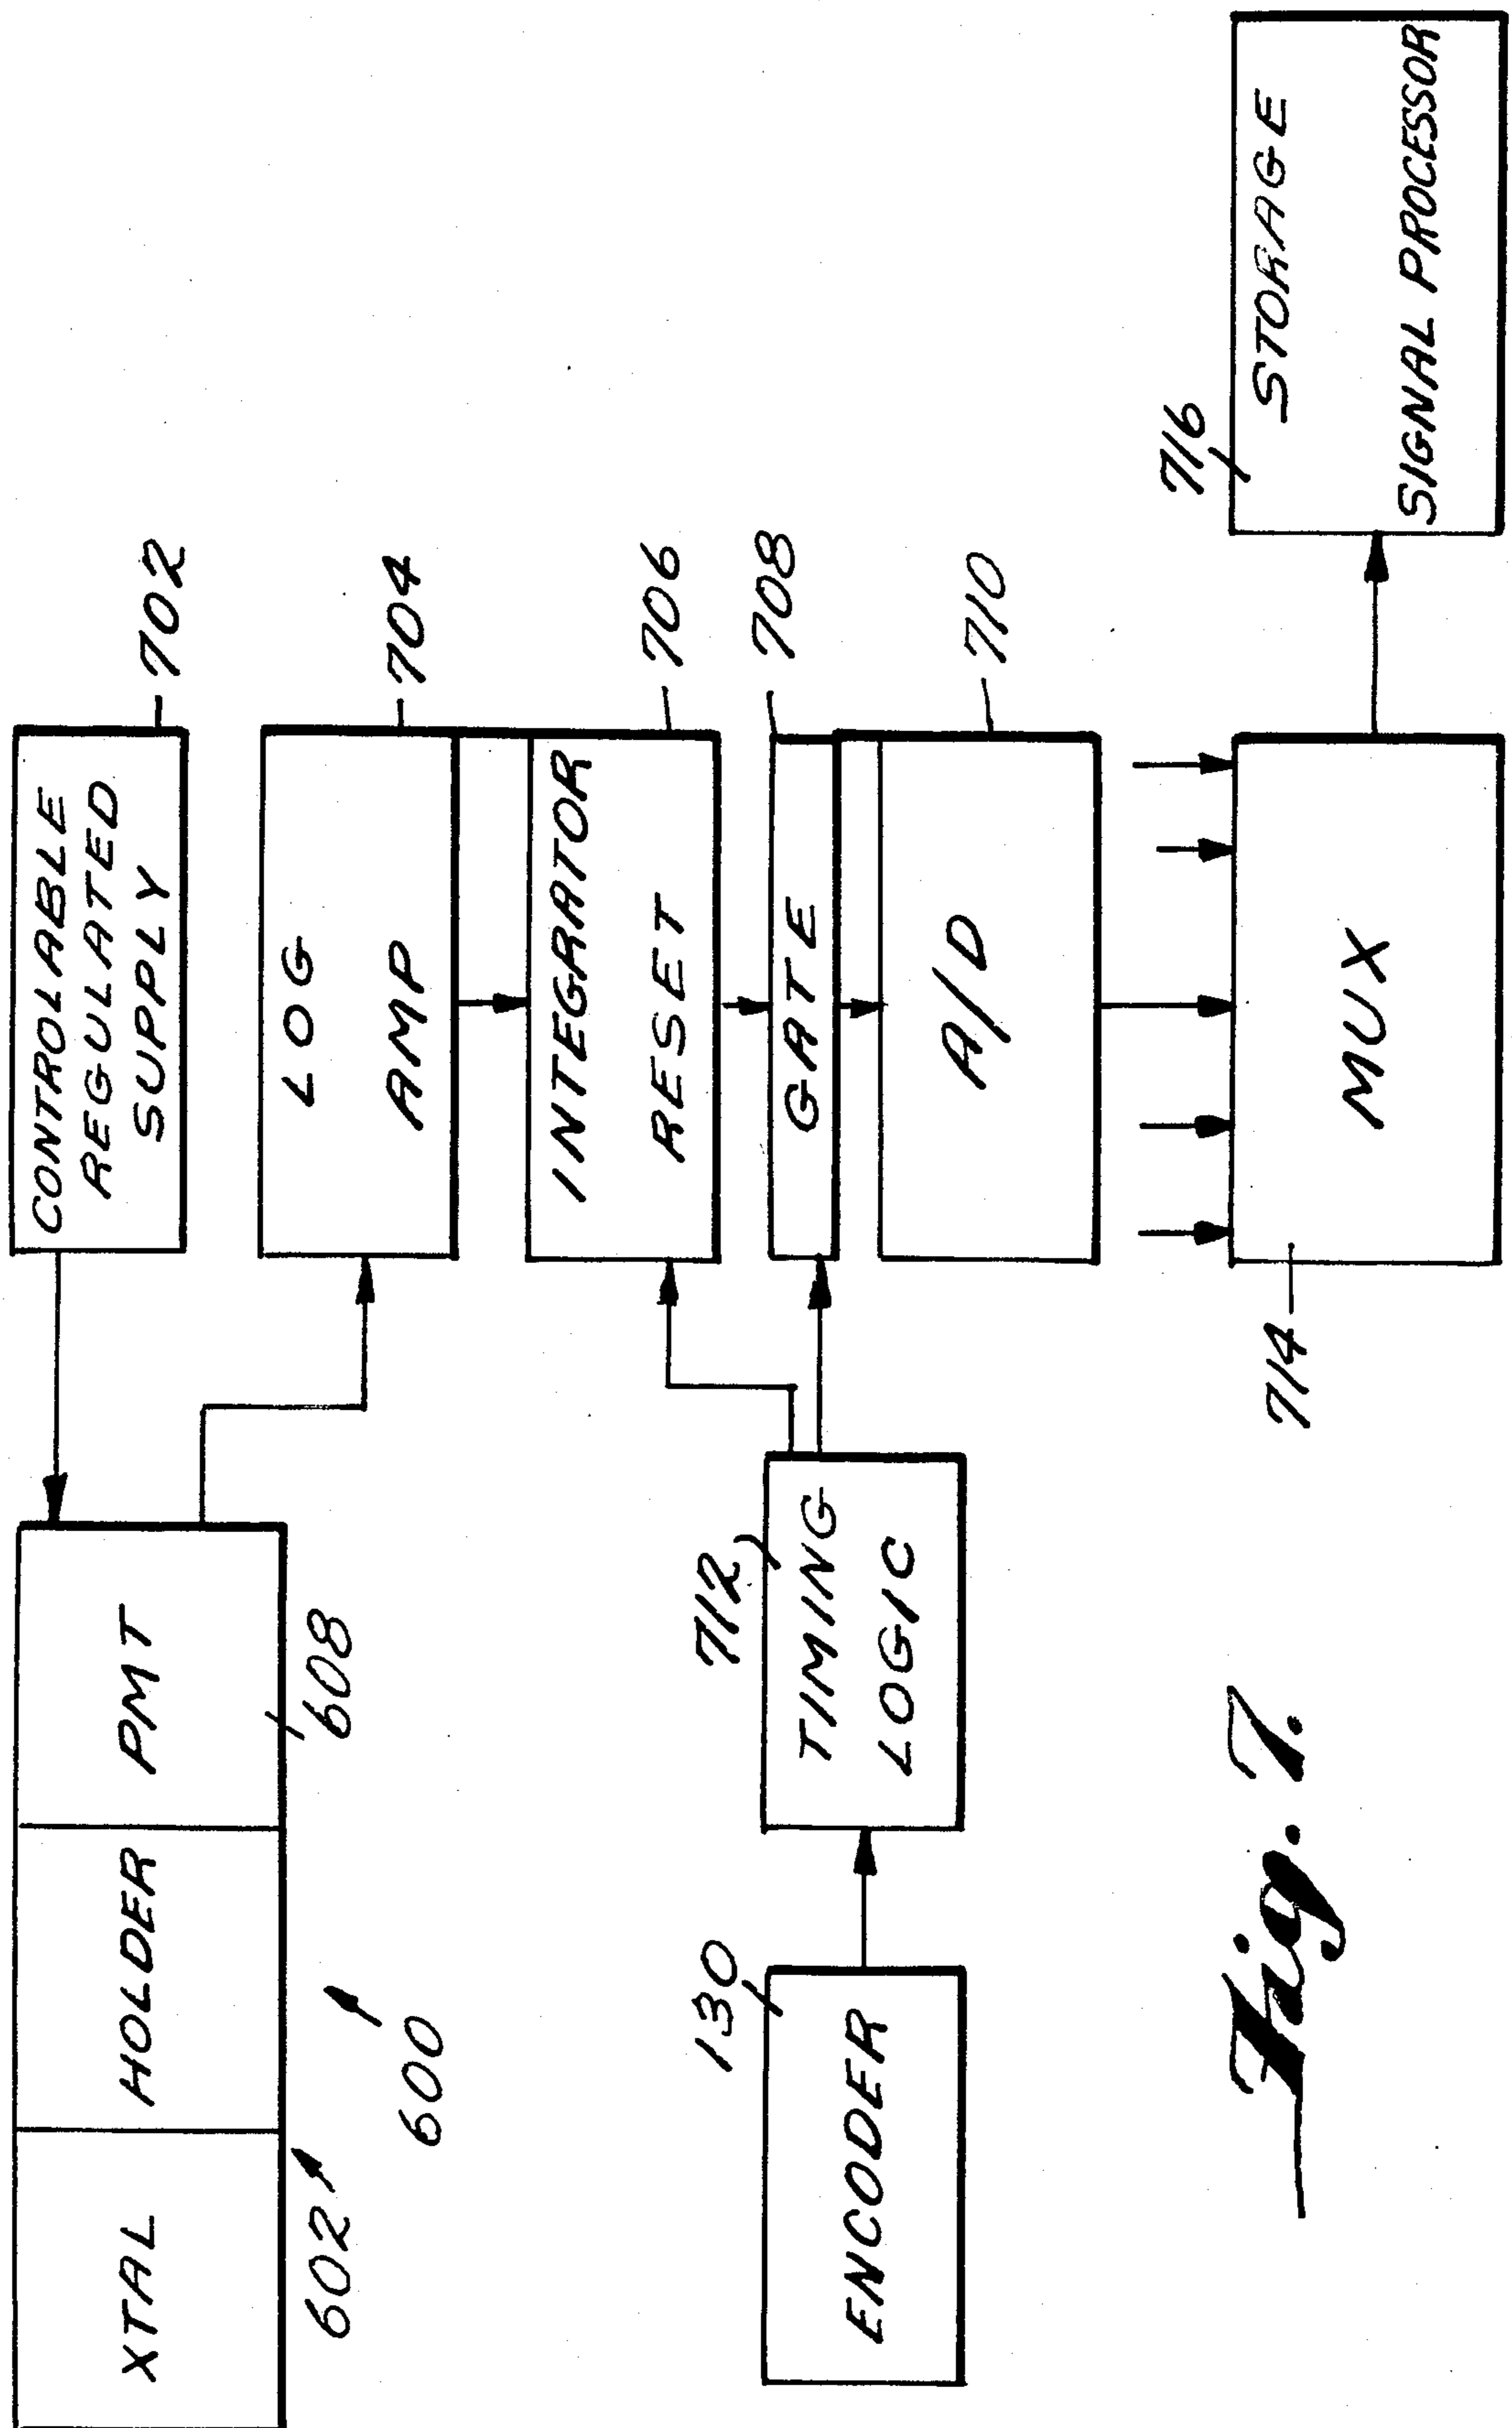 XTAL
HOLDER
PMT
602
600
608
CONTROLABLE
REGULATED
SUPPLY
702
LOG
AMP
704
INTEGRATOR
RESET
706
GATE
708
A/D
710
ENCODER
130
TIMING
LOGIC
712
MUX
714
STORAGE
SIGNAL PROCESSOR
716
Fig. 7.